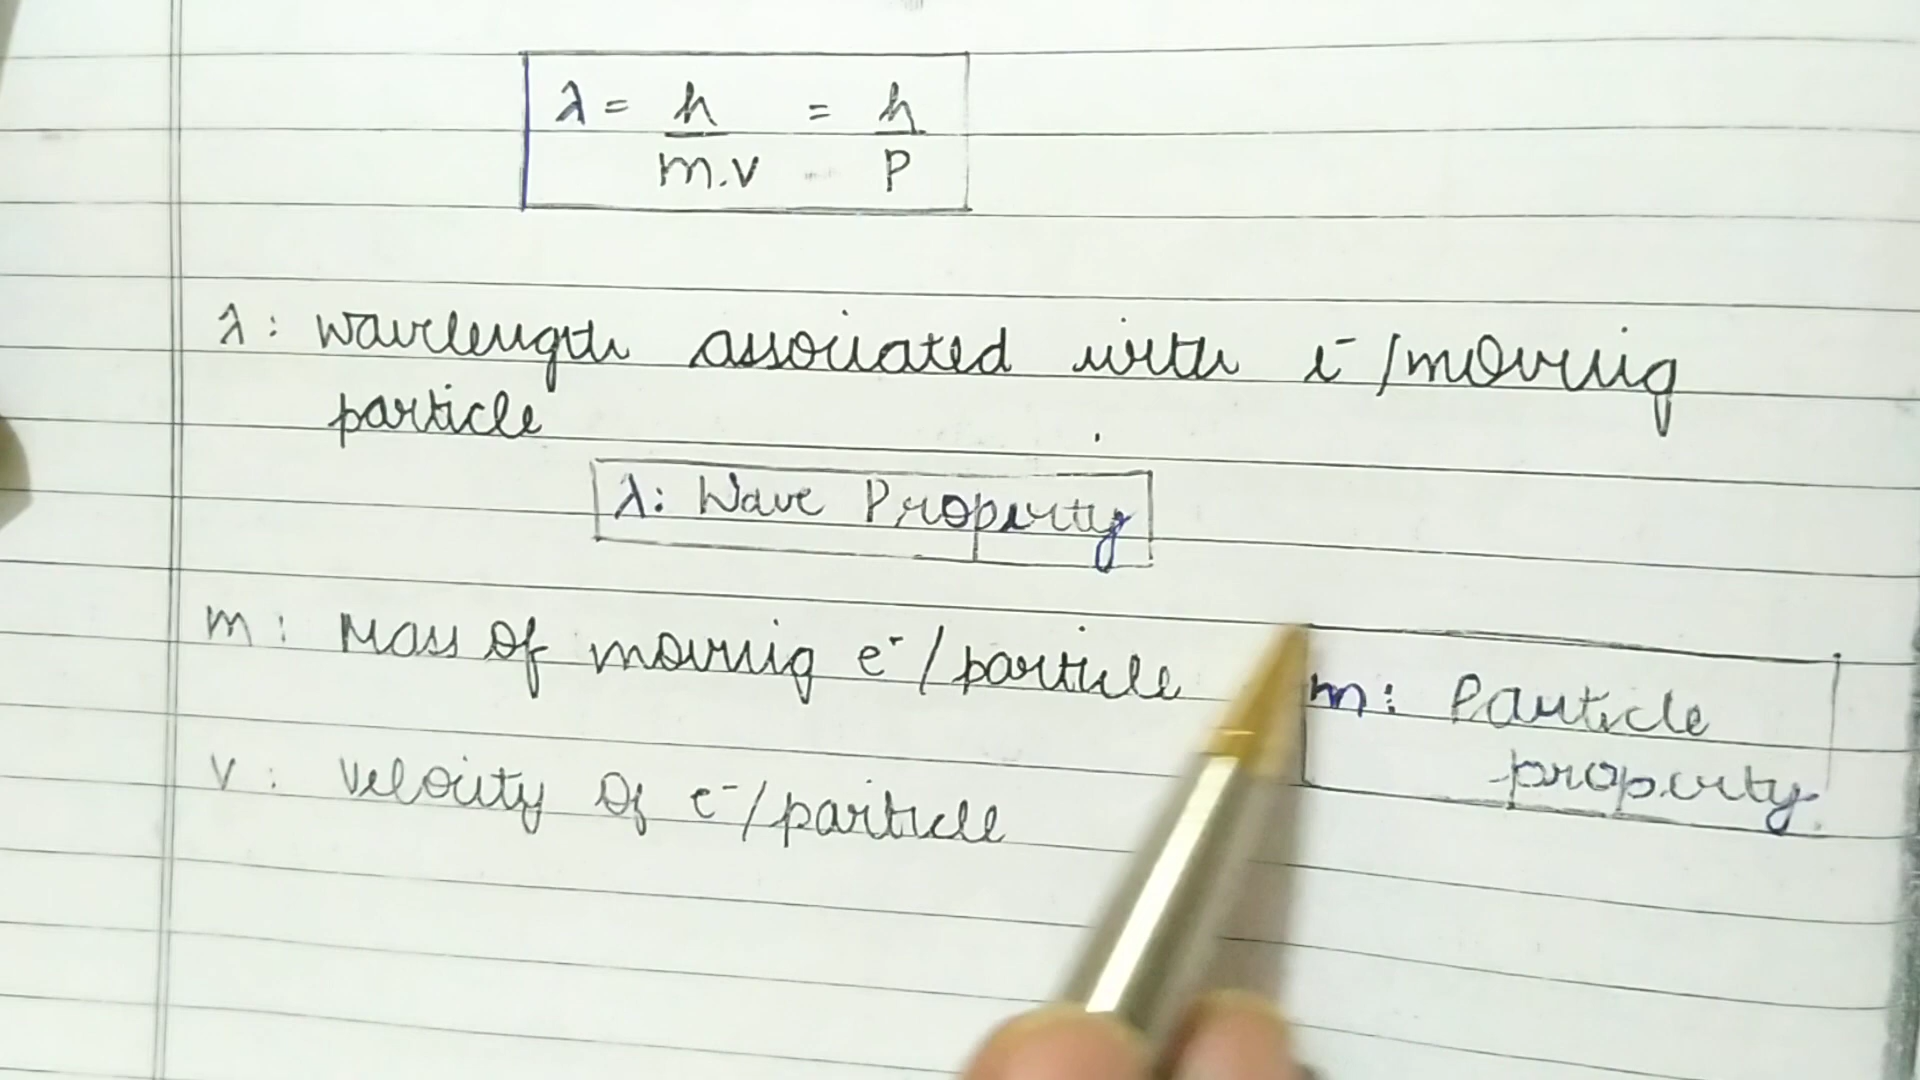 λ = h/m.v = h/P
λ: wavelength associated with e⁻/moving
particle
λ: Wave Property
m: Mass of moving e⁻/particle
m: Particle
property
v: velocity of e⁻/particle